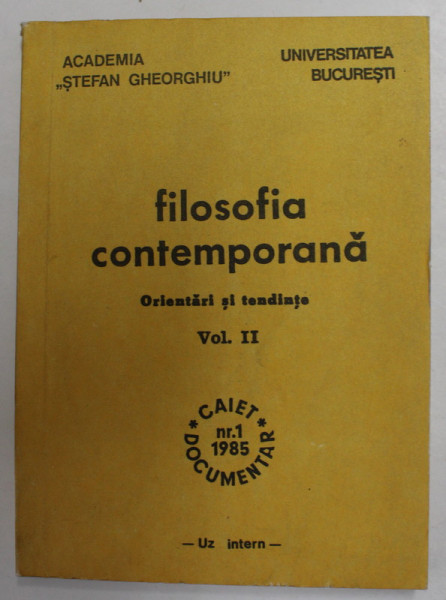 ACADEMIA
„ŞTEFAN GHEORGHIU"
UNIVERSITATEA
BUCUREŞTI
filosofia
contemporană
Orientări şi tendinţe
Vol. II
* CAIET *
nr.1
1985
DOCUMENTAR
— Uz intern —